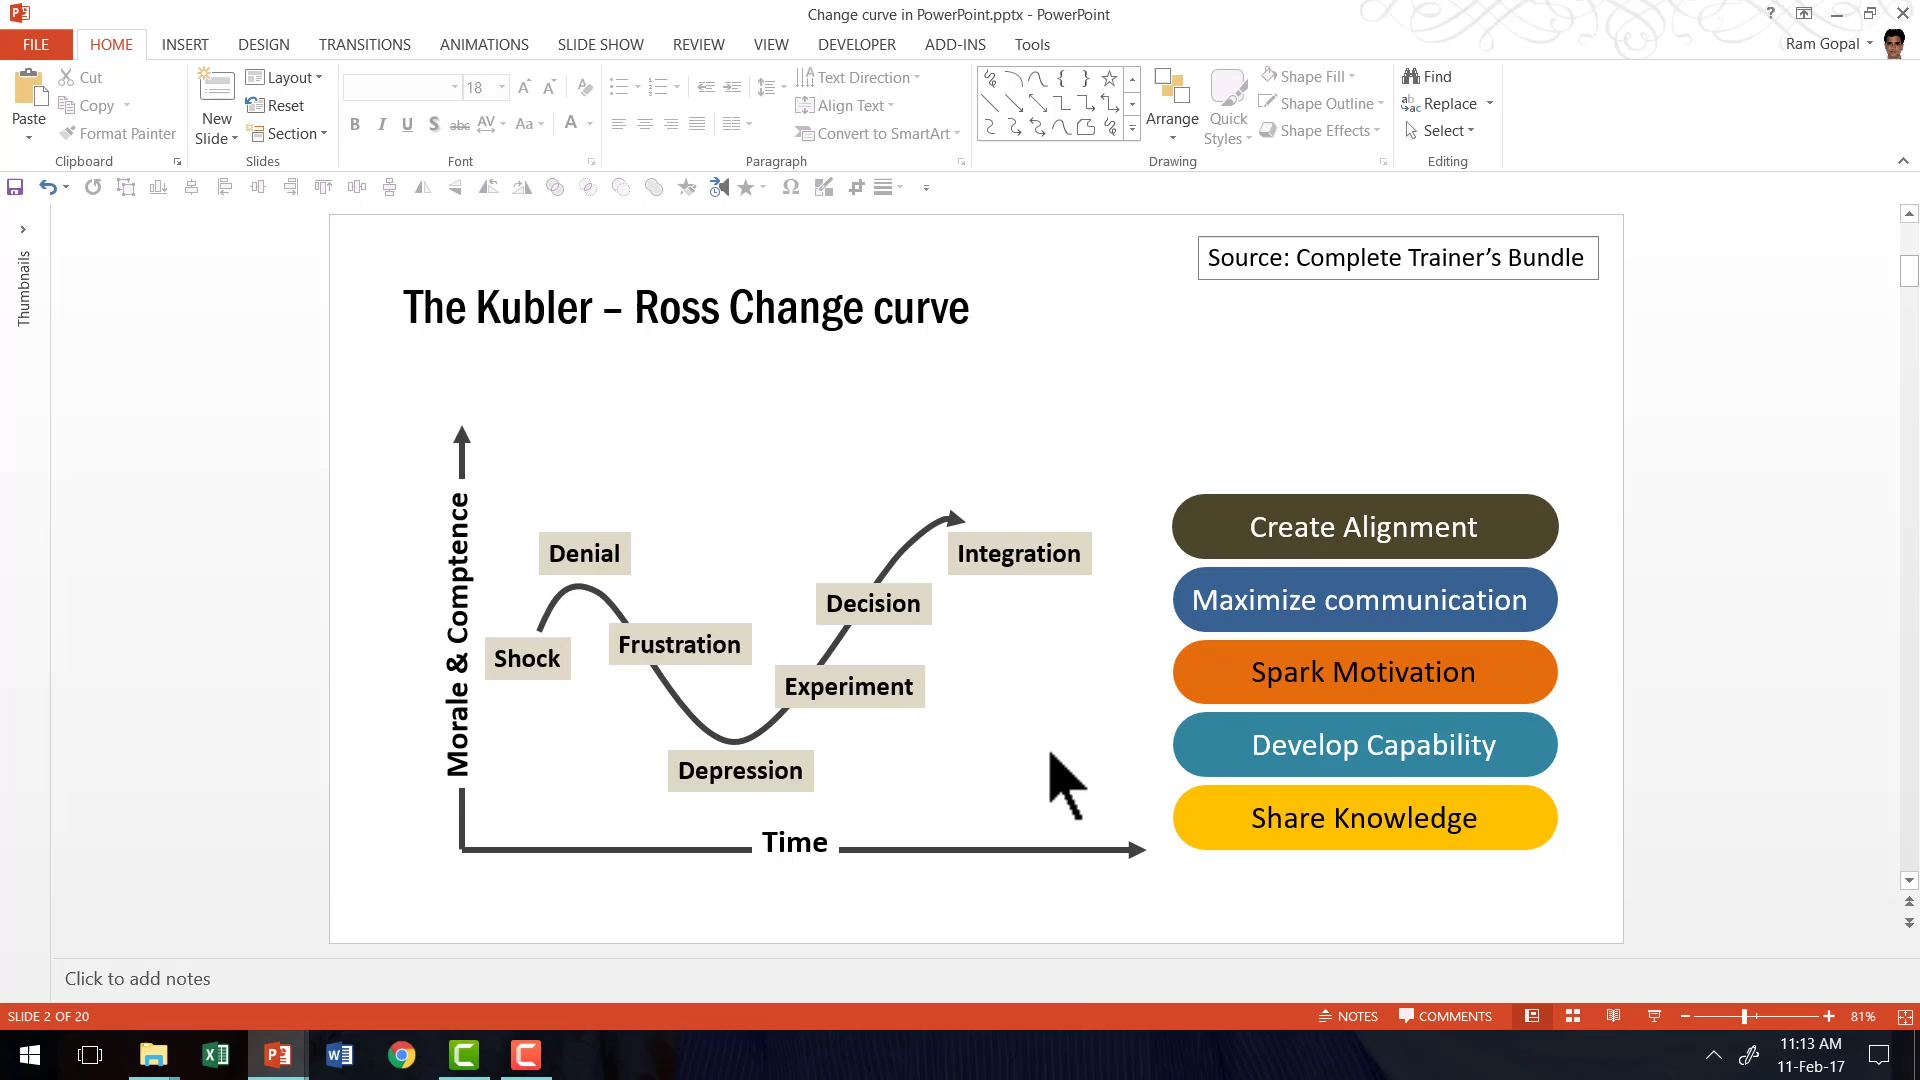 Change curve in PowerPoint.pptx - PowerPoint
?
FILE HOME INSERT DESIGN TRANSITIONS ANIMATIONS SLIDE SHOW REVIEW VIEW DEVELOPER ADD-INS Tools
Ram Gopal
Paste
Cut
Copy
Format Painter
Clipboard
New
Slide
Layout
Reset
Section
Slides
18
B I U S abc AV Aa A
Font
Text Direction
Align Text
Convert to SmartArt
Paragraph
Arrange
Quick
Styles
Shape Fill
Shape Outline
Shape Effects
Drawing
Find
Replace
Select
Editing
Thumbnails
Source: Complete Trainer's Bundle
The Kubler – Ross Change curve
Morale & Comptence
Shock
Denial
Frustration
Depression
Experiment
Decision
Integration
Time
Create Alignment
Maximize communication
Spark Motivation
Develop Capability
Share Knowledge
Click to add notes
SLIDE 2 OF 20
NOTES
COMMENTS
81%
11:13 AM
11-Feb-17